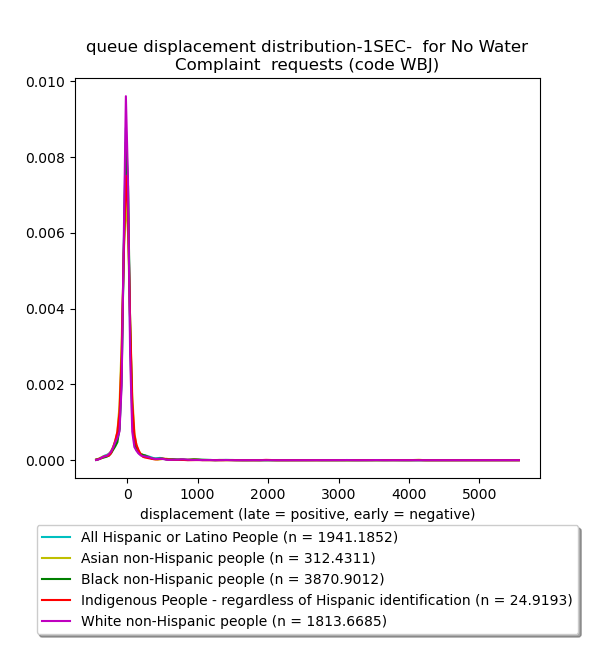 queue displacement distribution-1SEC-  for No Water
Complaint  requests (code WBJ)
0.010
0.008
0.006
0.004
0.002
0.000
0 1000 2000 3000 4000 5000
displacement (late = positive, early = negative)
All Hispanic or Latino People (n = 1941.1852)
Asian non-Hispanic people (n = 312.4311)
Black non-Hispanic people (n = 3870.9012)
Indigenous People - regardless of Hispanic identification (n = 24.9193)
White non-Hispanic people (n = 1813.6685)